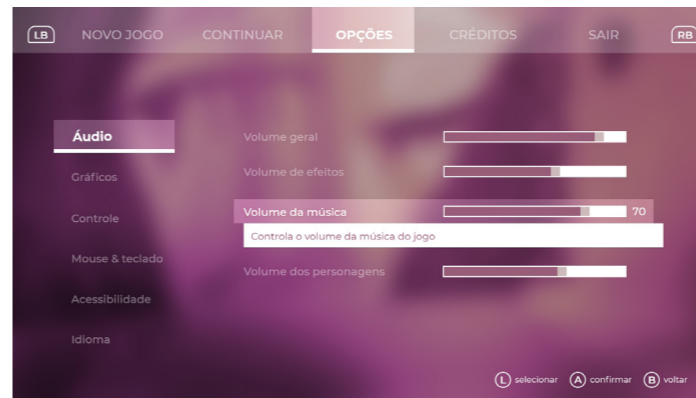 LB NOVO JOGO CONTINUAR OPÇÕES CRÉDITOS SAIR RB
Áudio
Gráficos
Controle
Mouse & teclado
Acessibilidade
Idioma
Volume geral
Volume de efeitos
Volume da música 70
Controla o volume da música do jogo
Volume dos personagens
L selecionar A confirmar B voltar